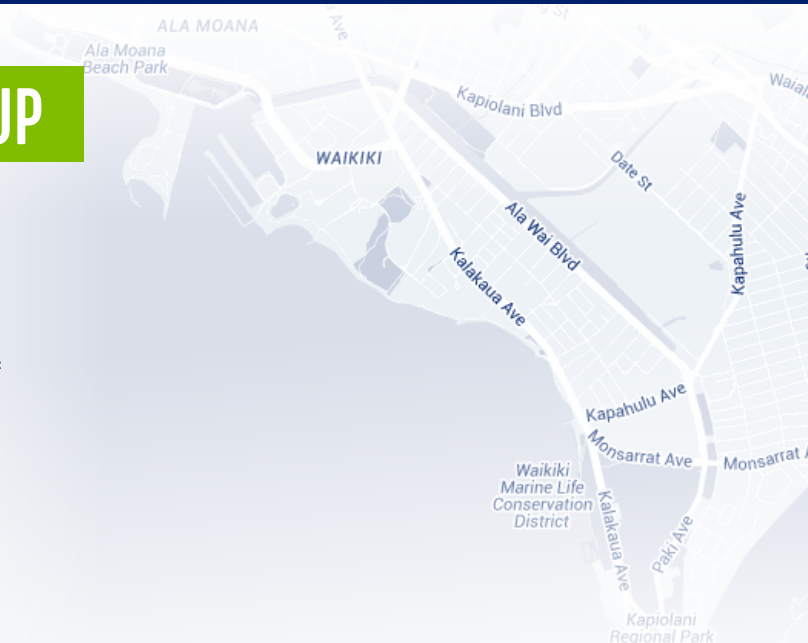 ALA MOANA
Ala Moana
Beach Park
UP
Kapiolani Blvd
WAIKIKI
Date St
Ala Wai Blvd
Kapahulu Ave
Kalakaua Ave
Kapahulu Ave
Monsarrat Ave
Monsarrat
Waikiki
Marine Life
Conservation
District
Kalakaua Ave
Paki Ave
Kapiolani
Regional Park